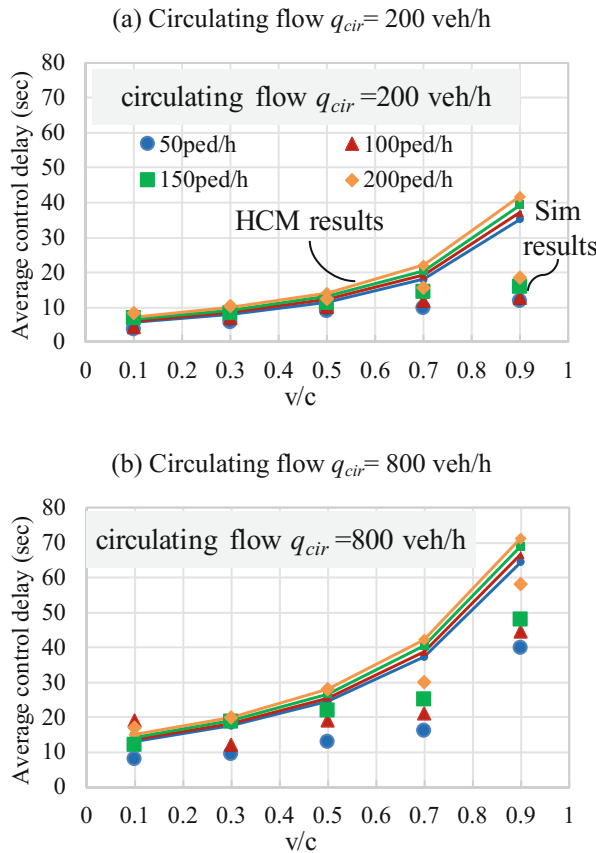 (a) Circulating flow q_cir= 200 veh/h
80
70
60
50
40
30
20
10
0
Average control delay (sec)
circulating flow q_cir =200 veh/h
50ped/h
100ped/h
150ped/h
200ped/h
HCM results
Sim
results
0 0.1 0.2 0.3 0.4 0.5 0.6 0.7 0.8 0.9 1
v/c
(b) Circulating flow q_cir= 800 veh/h
80
70
60
50
40
30
20
10
0
Average control delay (sec)
circulating flow q_cir =800 veh/h
0 0.1 0.2 0.3 0.4 0.5 0.6 0.7 0.8 0.9 1
v/c